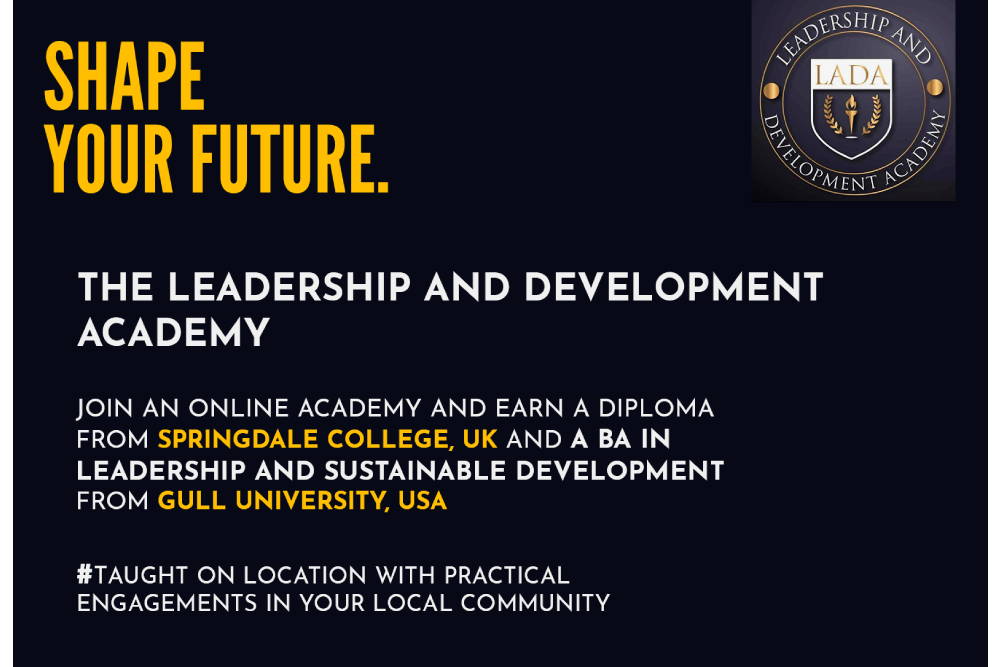 SHAPE
YOUR FUTURE.
LEADERSHIP AND
LADA
DEVELOPMENT ACADEMY
THE LEADERSHIP AND DEVELOPMENT
ACADEMY
JOIN AN ONLINE ACADEMY AND EARN A DIPLOMA
FROM SPRINGDALE COLLEGE, UK AND A BA IN
LEADERSHIP AND SUSTAINABLE DEVELOPMENT
FROM GULL UNIVERSITY, USA
#TAUGHT ON LOCATION WITH PRACTICAL
ENGAGEMENTS IN YOUR LOCAL COMMUNITY